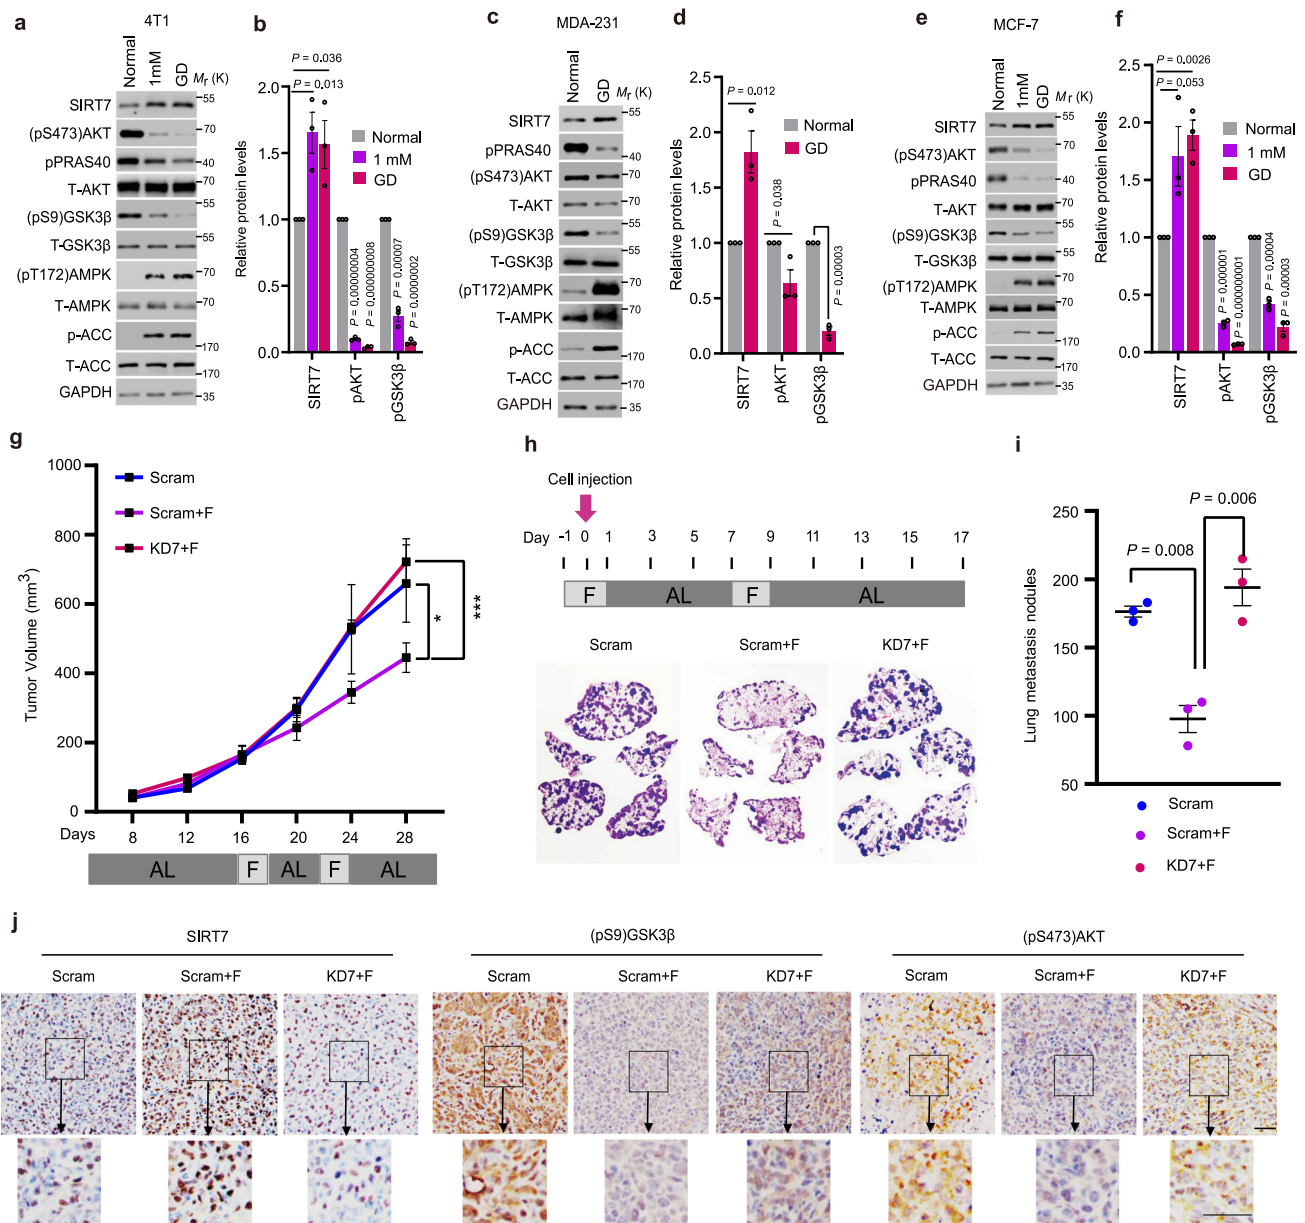 a
4T1
Normal
1mM
GD
Mr (K)
SIRT7
55
(pS473)AKT
70
pPRAS40
40
T-AKT
70
(pS9)GSK3β
55
T-GSK3β
55
(pT172)AMPK
70
T-AMPK
70
p-ACC
170
T-ACC
170
GAPDH
35
b
Relative protein levels
2.0
1.5
1.0
0.5
0.0
P = 0.036
P = 0.013
Normal
1 mM
GD
P = 0.00007
SIRT7
pAKT
pGSK3β
c
MDA-231
Normal
GD
Mr (K)
SIRT7
55
pPRAS40
40
(pS473)AKT
70
T-AKT
70
(pS9)GSK3β
55
T-GSK3β
55
(pT172)AMPK
70
T-AMPK
70
p-ACC
170
T-ACC
170
GAPDH
35
d
Relative protein levels
2.5
2.0
1.5
1.0
0.5
0.0
P = 0.012
P = 0.038
P = 0.000003
Normal
GD
SIRT7
pAKT
pGSK3β
e
MCF-7
Normal
1 mM
GD
Mr (K)
SIRT7
55
(pS473)AKT
70
pPRAS40
40
T-AKT
70
(pS9)GSK3β
55
T-GSK3β
55
(pT172)AMPK
70
T-AMPK
70
p-ACC
170
T-ACC
170
GAPDH
35
f
Relative protein levels
2.5
2.0
1.5
1.0
0.5
0.0
P = 0.0026
P = 0.053
Normal
1 mM
GD
P = 0.000001
P = 0.00004
P = 0.00003
SIRT7
pAKT
pGSK3β
g
Tumor Volume (mm3)
1000
800
600
400
200
0
Scram
Scram+F
KD7+F
*
***
Days
8 12 16 20 24 28
AL F AL F AL
h
Cell injection
Day -1 0 1 3 5 7 9 11 13 15 17
F AL F AL
Scram Scram+F KD7+F
i
Lung metastasis nodules
250
200
150
100
50
P = 0.008
P = 0.006
Scram
Scram+F
KD7+F
j
SIRT7 (pS9)GSK3β (pS473)AKT
Scram Scram+F KD7+F Scram Scram+F KD7+F Scram Scram+F KD7+F